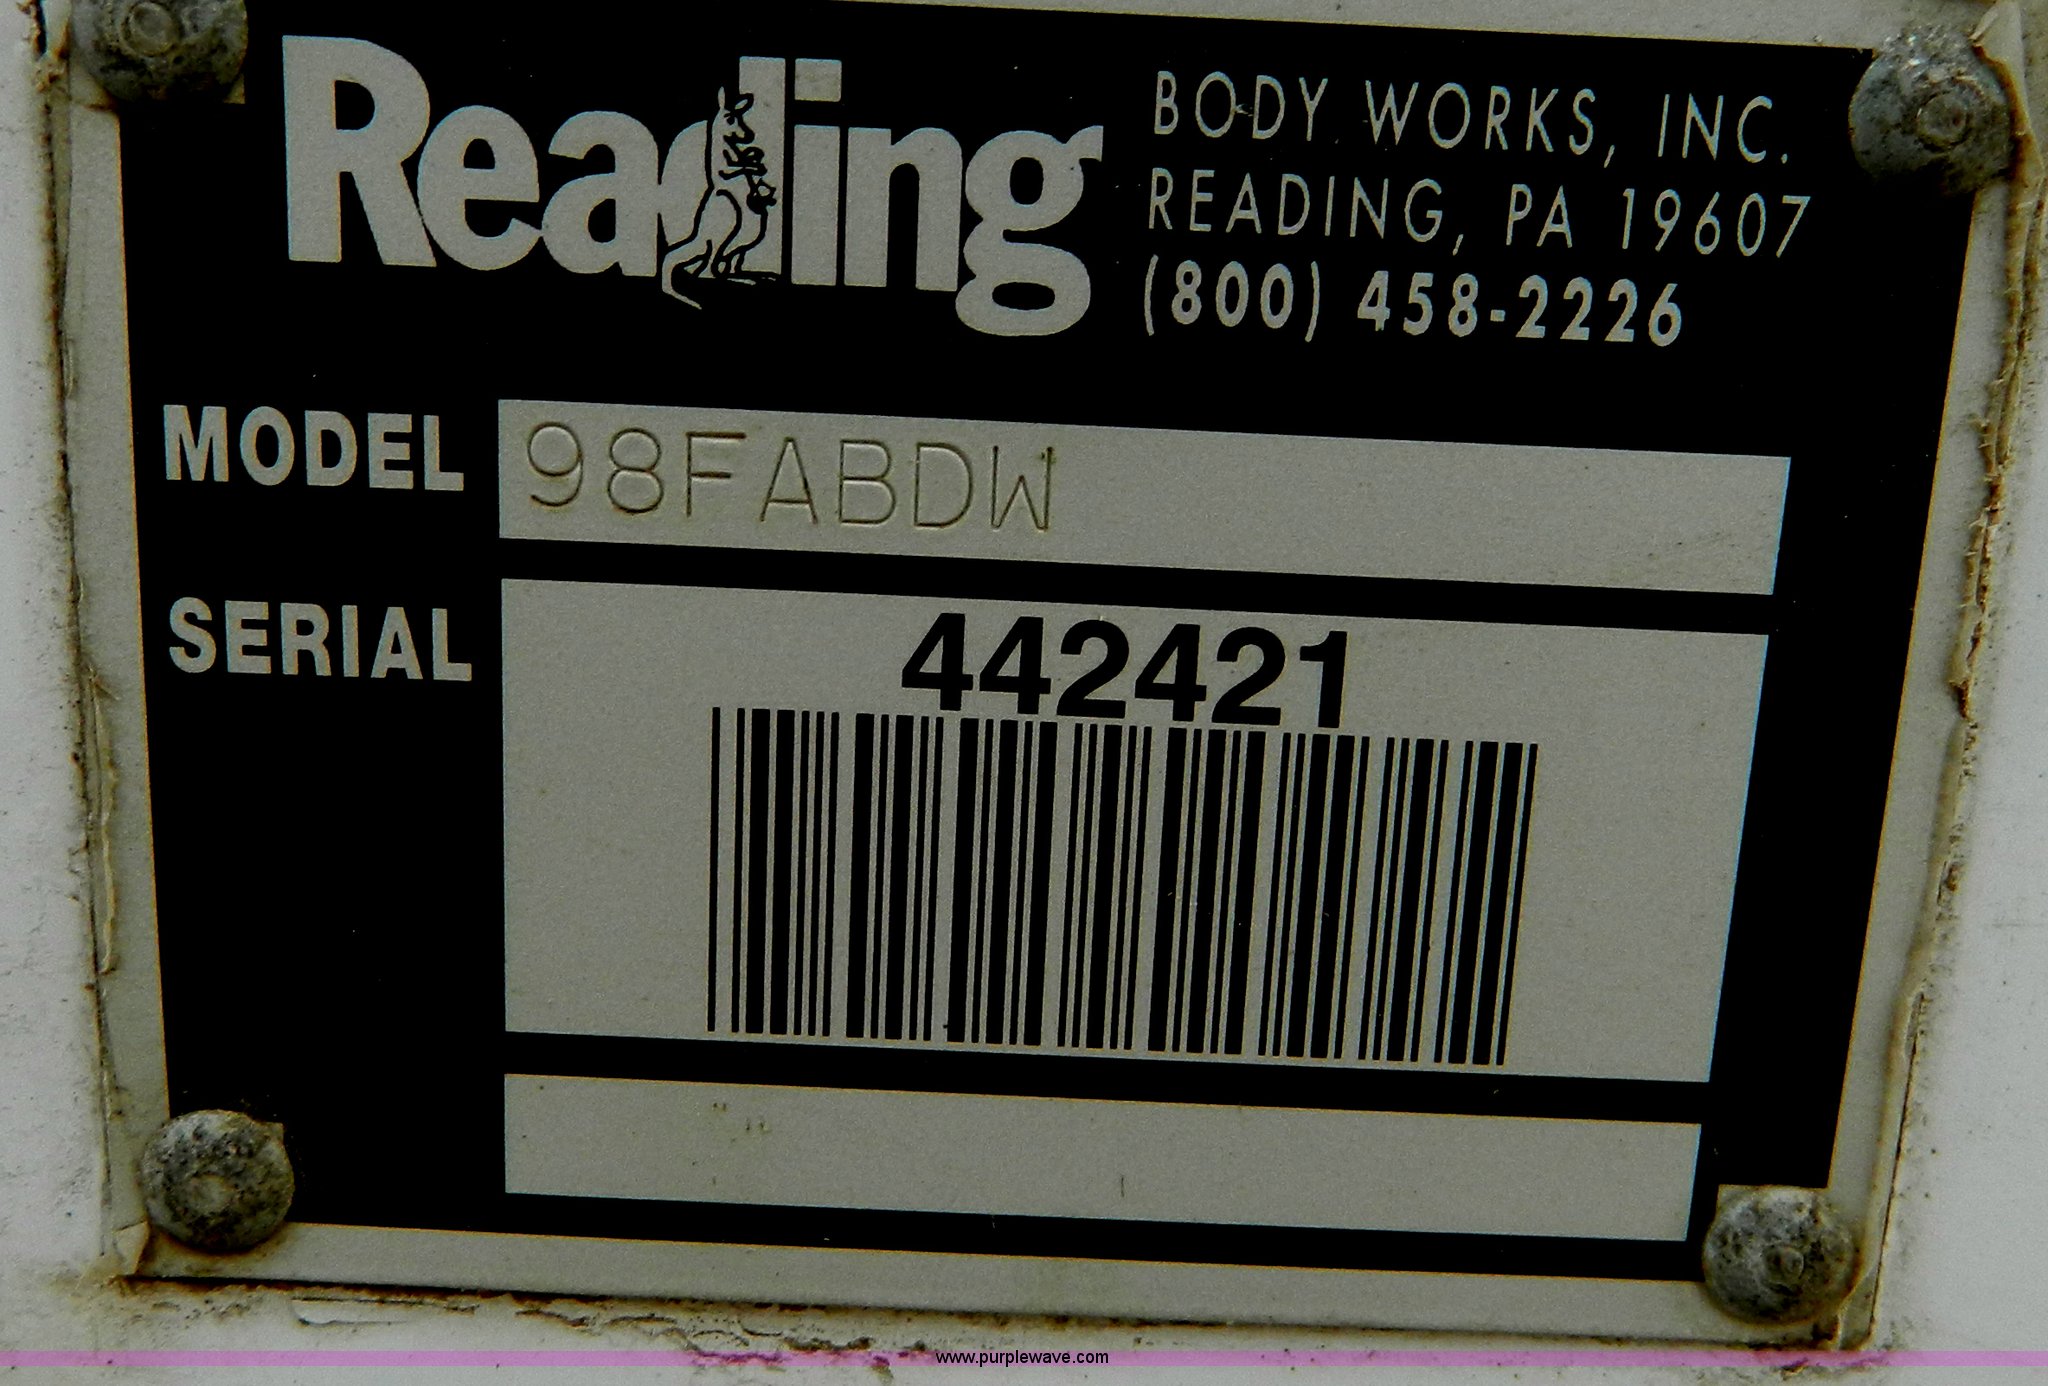 Reading
BODY WORKS, INC.
READING, PA 19607
(800) 458-2226
MODEL 98FABDW
SERIAL 442421
www.purplewave.com